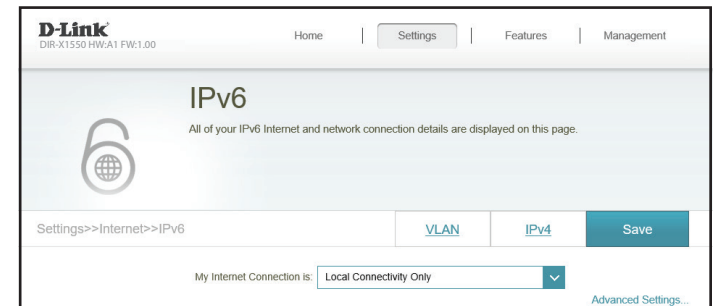 D-Link
DIR-X1550 HW:A1 FW:1.00
Home | Settings | Features | Management
IPv6
All of your IPv6 Internet and network connection details are displayed on this page.
Settings>>Internet>>IPv6
VLAN
IPv4
Save
My Internet Connection is: Local Connectivity Only
Advanced Settings...